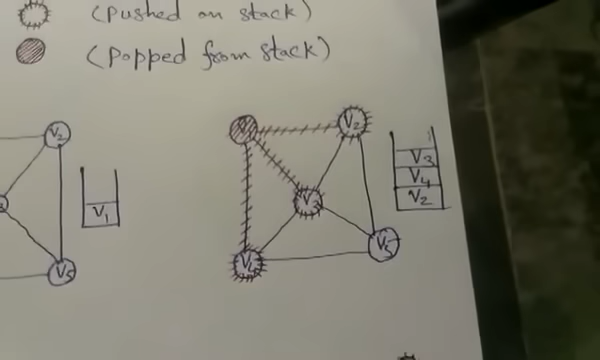 (pushed on stack)
(popped from stack)
V2
V5
V1
V2
V3
V4
V5
V3
V4
V2